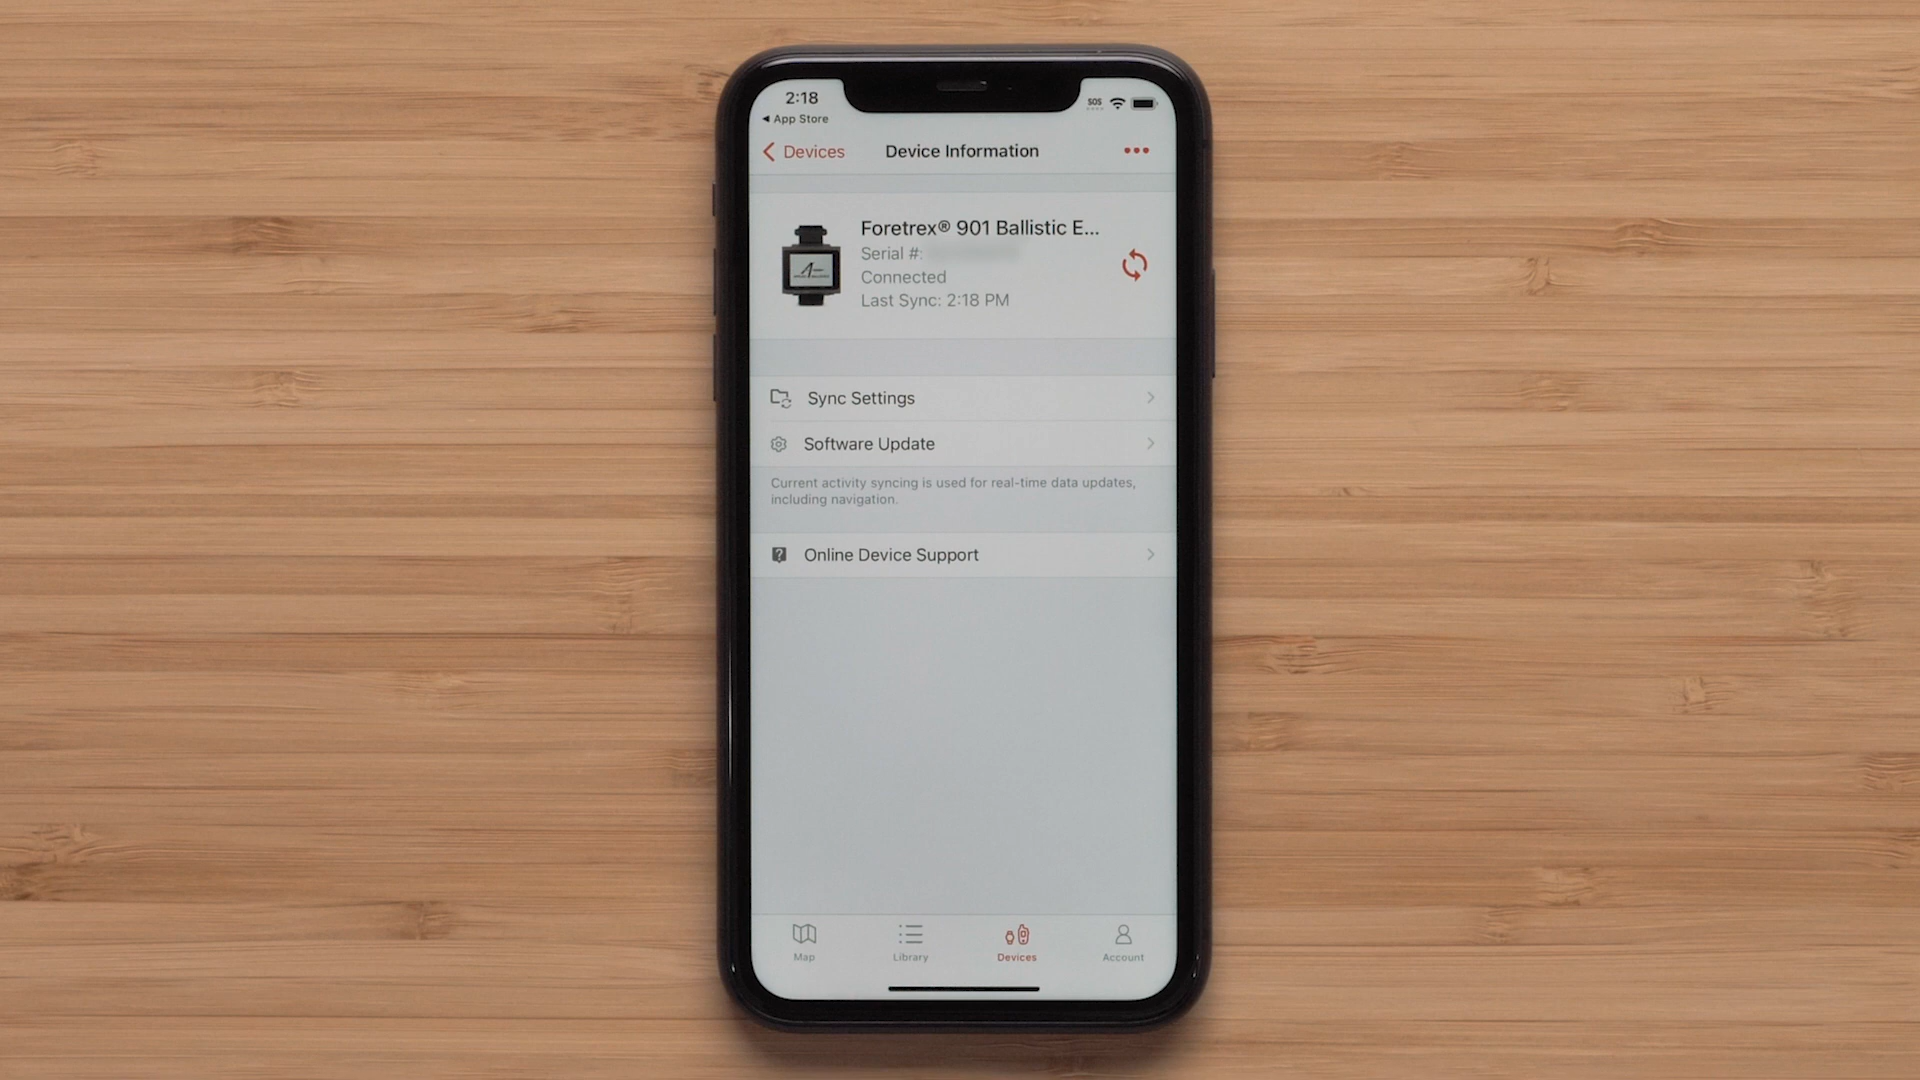 2:18
SOS
App Store
Devices
Device Information
Foretrex® 901 Ballistic E...
Serial #:
Connected
Last Sync: 2:18 PM
Sync Settings
Software Update
Current activity syncing is used for real-time data updates,
including navigation.
Online Device Support
Map
Library
Devices
Account